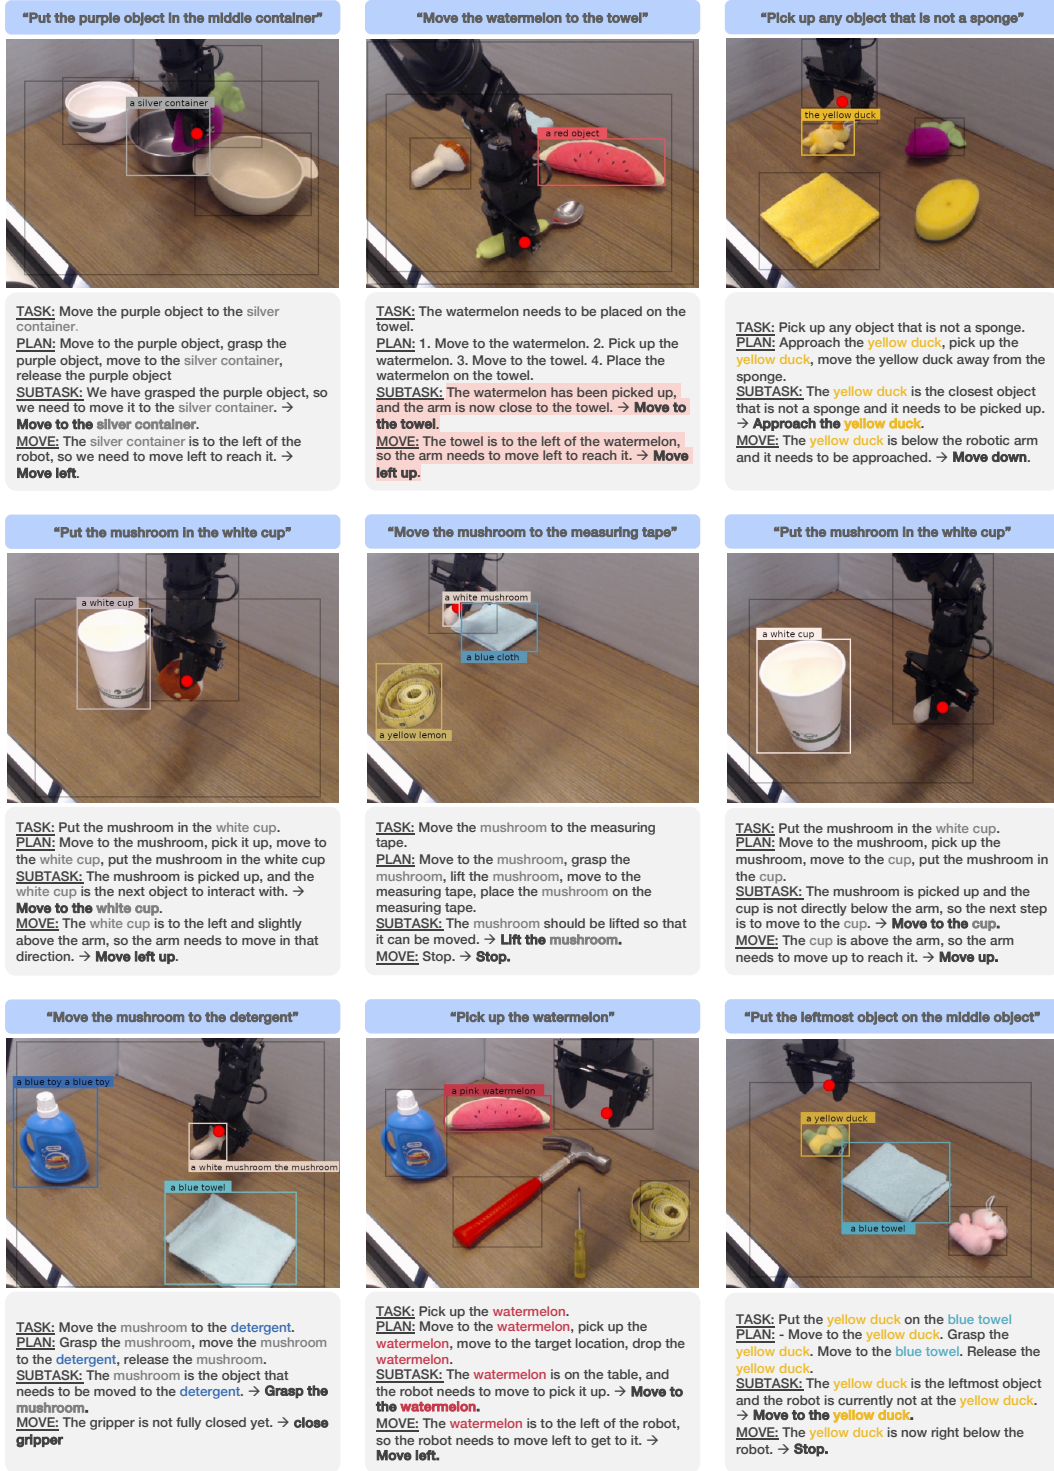 “Put the purple object in the middle container”
a silver container
TASK: Move the purple object to the silver
container.
PLAN: Move to the purple object, grasp the
purple object, move to the silver container,
release the purple object
SUBTASK: We have grasped the purple object, so
we need to move it to the silver container. →
Move to the silver container.
MOVE: The silver container is to the left of the
robot, so we need to move left to reach it. →
Move left.
“Move the watermelon to the towel”
a red object
TASK: The watermelon needs to be placed on the
towel.
PLAN: 1. Move to the watermelon. 2. Pick up the
watermelon. 3. Move to the towel. 4. Place the
watermelon on the towel.
SUBTASK: The watermelon has been picked up,
and the arm is now close to the towel. → Move to
the towel.
MOVE: The towel is to the left of the watermelon,
so the arm needs to move left to reach it. → Move
left up.
“Pick up any object that is not a sponge”
the yellow duck
TASK: Pick up any object that is not a sponge.
PLAN: Approach the yellow duck, pick up the
yellow duck, move the yellow duck away from the
sponge.
SUBTASK: The yellow duck is the closest object
that is not a sponge and it needs to be picked up.
→ Approach the yellow duck.
MOVE: The yellow duck is below the robotic arm
and it needs to be approached. → Move down.
“Put the mushroom in the white cup”
a white cup
TASK: Put the mushroom in the white cup.
PLAN: Move to the mushroom, pick it up, move to
the white cup, put the mushroom in the white cup
SUBTASK: The mushroom is picked up, and the
white cup is the next object to interact with. →
Move to the white cup.
MOVE: The white cup is to the left and slightly
above the arm, so the arm needs to move in that
direction. → Move left up.
“Move the mushroom to the measuring tape”
a white mushroom
a blue cloth
a yellow lemon
TASK: Move the mushroom to the measuring
tape.
PLAN: Move to the mushroom, grasp the
mushroom, lift the mushroom, move to the
measuring tape, place the mushroom on the
measuring tape.
SUBTASK: The mushroom should be lifted so that
it can be moved. → Lift the mushroom.
MOVE: Stop. → Stop.
“Put the mushroom in the white cup”
a white cup
TASK: Put the mushroom in the white cup.
PLAN: Move to the mushroom, pick up the
mushroom, move to the cup, put the mushroom in
the cup.
SUBTASK: The mushroom is picked up and the
cup is not directly below the arm, so the next step
is to move to the cup. → Move to the cup.
MOVE: The cup is above the arm, so the arm
needs to move up to reach it. → Move up.
“Move the mushroom to the detergent”
a blue toy a blue toy
a white mushroom the mushroom
a blue towel
TASK: Move the mushroom to the detergent.
PLAN: Grasp the mushroom, move the mushroom
to the detergent, release the mushroom.
SUBTASK: The mushroom is the object that
needs to be moved to the detergent. → Grasp the
mushroom.
MOVE: The gripper is not fully closed yet. → close
gripper
“Pick up the watermelon”
a pink watermelon
TASK: Pick up the watermelon.
PLAN: Move to the watermelon, pick up the
watermelon, move to the target location, drop the
watermelon.
SUBTASK: The watermelon is on the table, and
the robot needs to move to pick it up. → Move to
the watermelon.
MOVE: The watermelon is to the left of the robot,
so the robot needs to move left to get to it. →
Move left.
“Put the leftmost object on the middle object”
a yellow duck
a blue towel
TASK: Put the yellow duck on the blue towel
PLAN: - Move to the yellow duck. Grasp the
yellow duck. Move to the blue towel. Release the
yellow duck.
SUBTASK: The yellow duck is the leftmost object
and the robot is currently not at the yellow duck.
→ Move to the yellow duck.
MOVE: The yellow duck is now right below the
robot. → Stop.